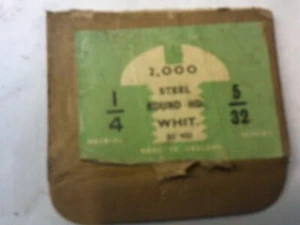 2,000
STEEL
ROUND HD.
WHIT.
1/4
5/32
MADE IN ENGLAND